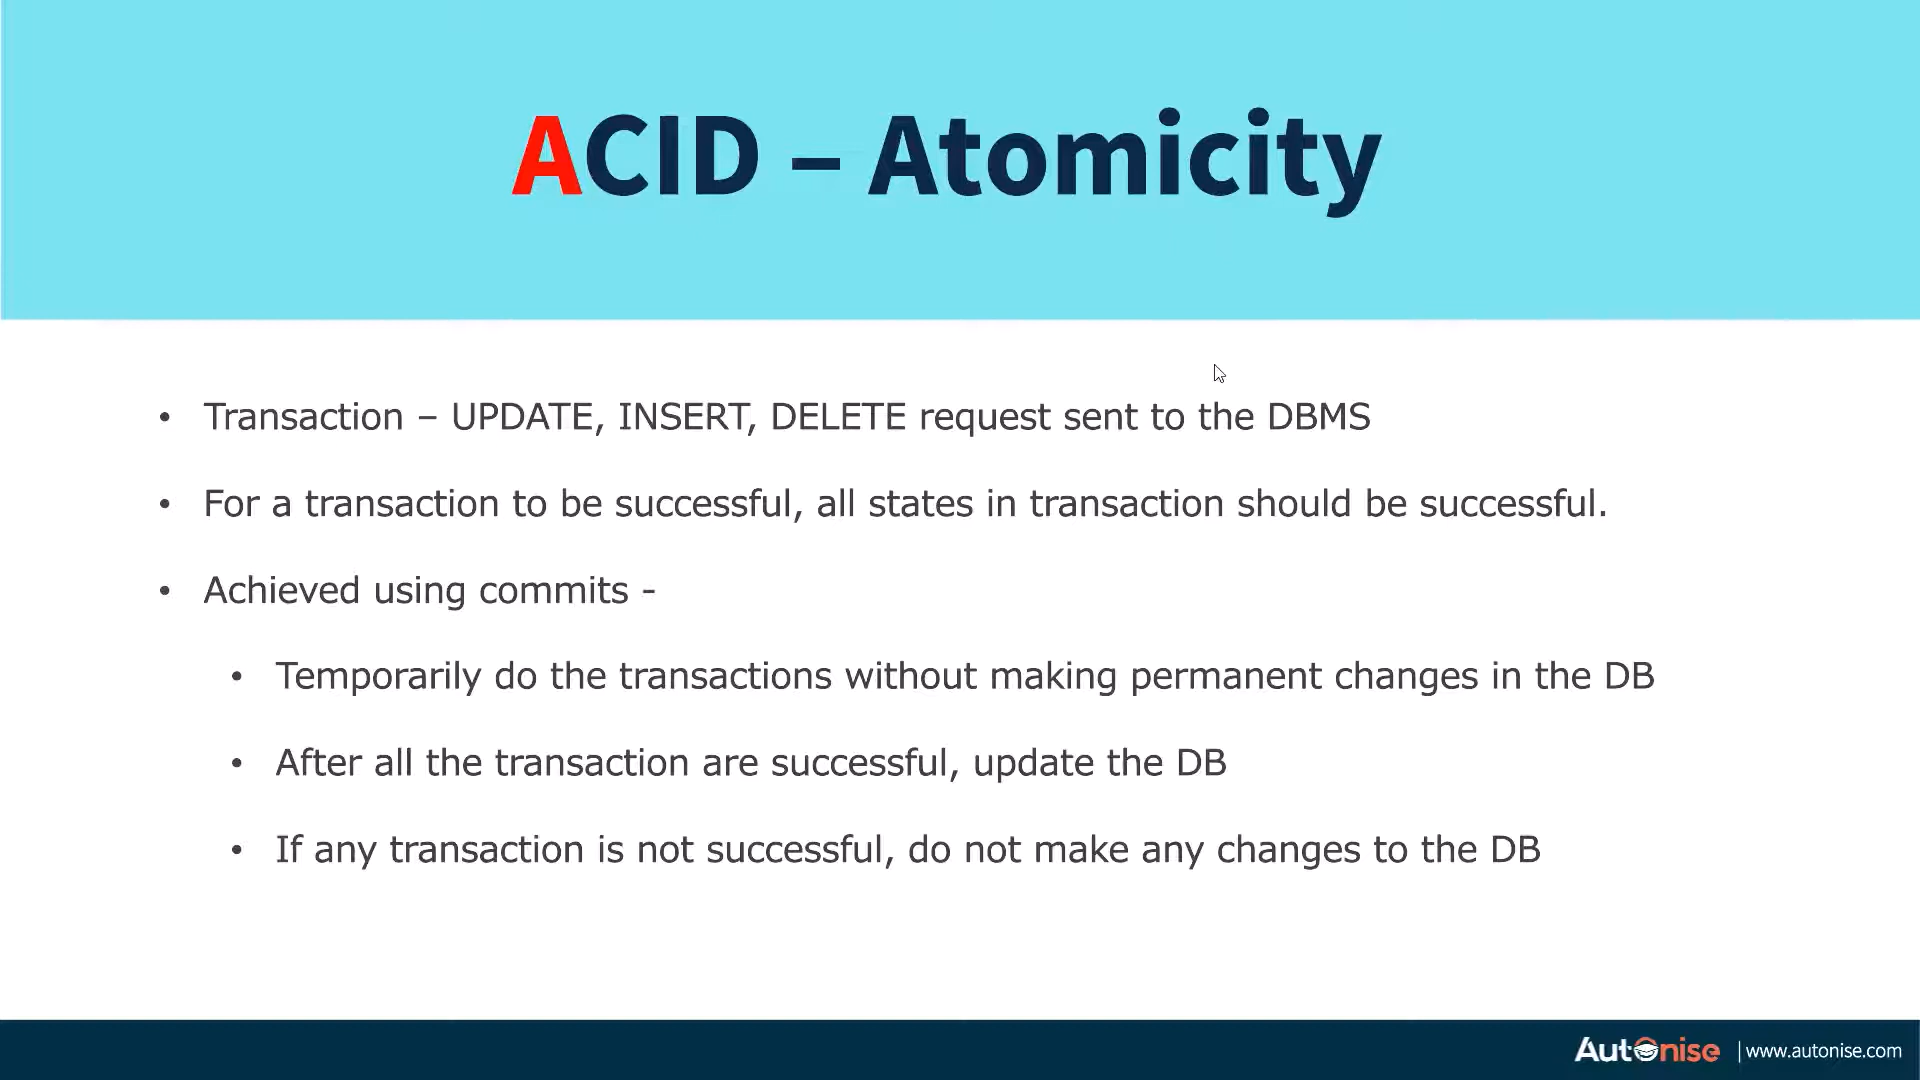 ACID – Atomicity
• Transaction – UPDATE, INSERT, DELETE request sent to the DBMS
• For a transaction to be successful, all states in transaction should be successful.
• Achieved using commits -
• Temporarily do the transactions without making permanent changes in the DB
• After all the transaction are successful, update the DB
• If any transaction is not successful, do not make any changes to the DB
Autonise | www.autonise.com